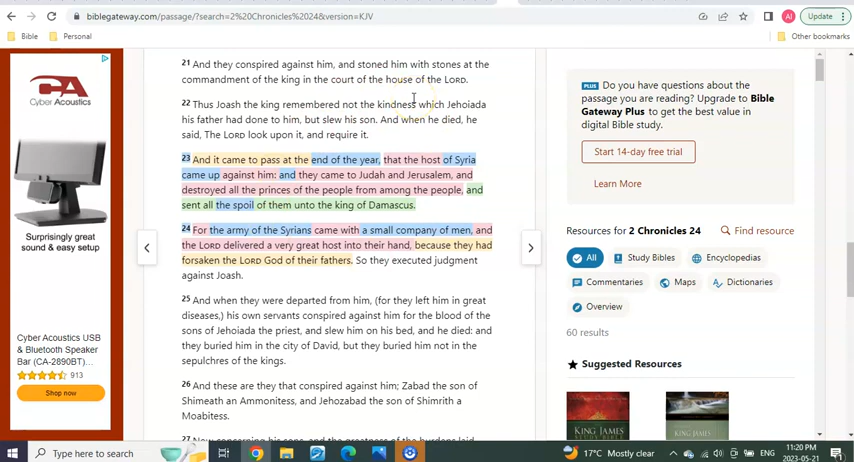 biblegateway.com/passage/?search=2%20Chronicles%2024&version=KJV
AI
Update
Bible
Personal
Other bookmarks
CYBER ACOUSTICS
Surprisingly
great
sound & easy
setup
Cyber Acoustics USB
& Bluetooth Speaker
Bar (CA-2890BT)
913
Shop now
21 And they conspired against him, and stoned him with stones at the
commandment of the king in the court of the house of the LORD.
22 Thus Joash the king remembered not the kindness which Jehoiada
his father had done to him, but slew his son. And when he died, he
said, The LORD look upon it, and require it.
23 And it came to pass at the end of the year, that the host of Syria
came up against him: and they came to Judah and Jerusalem, and
destroyed all the princes of the people from among the people, and
sent all the spoil of them unto the king of Damascus.
24 For the army of the Syrians came with a small company of men, and
the LORD delivered a very great host into their hand, because they had
forsaken the LORD God of their fathers. So they executed judgment
against Joash.
25 And when they were departed from him, (for they left him in great
diseases,) his own servants conspired against him for the blood of the
sons of Jehoiada the priest, and slew him on his bed, and he died: and
they buried him in the city of David, but they buried him not in the
sepulchres of the kings.
26 And these are they that conspired against him; Zabad the son of
Shimeath an Ammonitess, and Jehozabad the son of Shimrith a
Moabitess.
27 Now concerning his sons, and the greatness of the burdens laid
PLUS Do you have questions about the
passage you are reading? Upgrade to Bible
Gateway Plus to get the best value in
digital Bible study.
Start 14-day free trial
Learn More
Resources for 2 Chronicles 24
Find resource
All
Study Bibles
Encyclopedias
Commentaries
Maps
Dictionaries
Overview
60 results
Suggested Resources
KING JAMES
KING JAMES
Type here to search
17°C Mostly clear
ENG
11:20 PM
2023-05-21